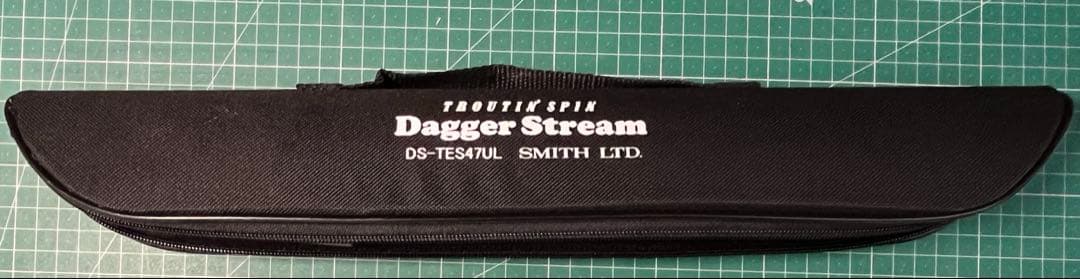 TROUTIN' SPIN
Dagger Stream
DS-TES47UL SMITH LTD.